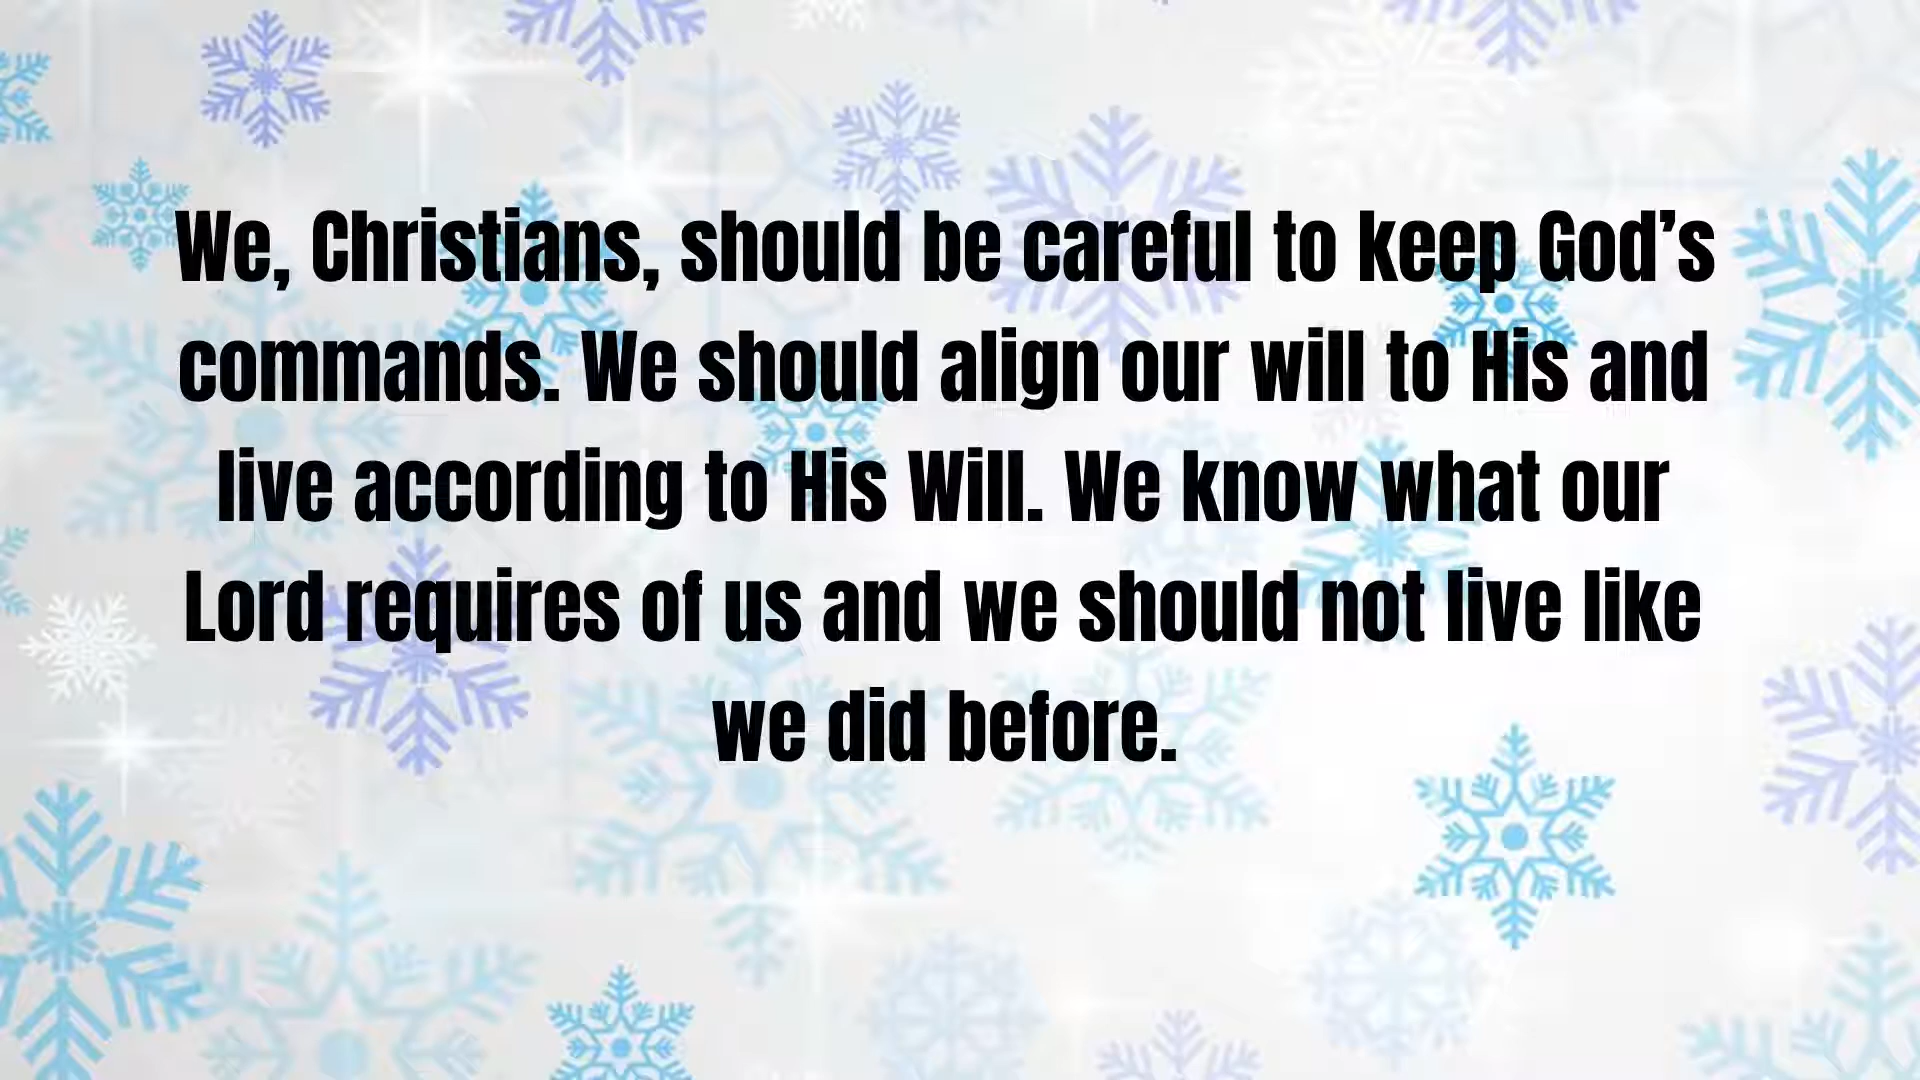 We, Christians, should be careful to keep God’s
commands. We should align our will to His and
live according to His Will. We know what our
Lord requires of us and we should not live like
we did before.